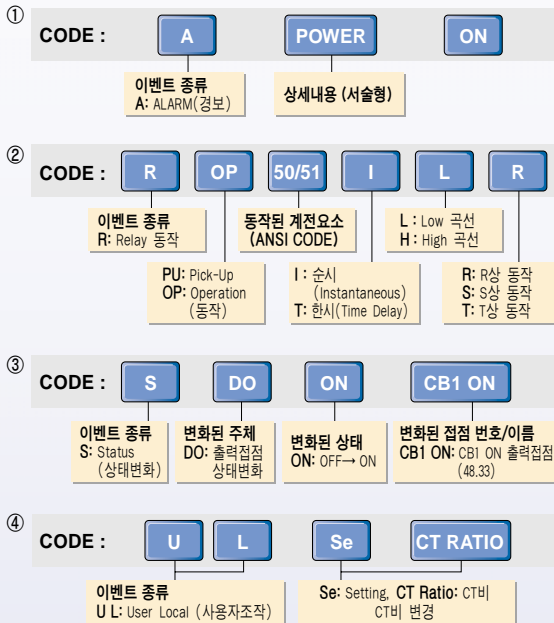 ①
CODE : A POWER ON
이벤트 종류
A: ALARM(경보)
상세내용 (서술형)
②
CODE : R OP 50/51 I L R
이벤트 종류
R: Relay 동작
동작된 계전요소
(ANSI CODE)
L : Low 곡선
H : High 곡선
PU: Pick-Up
OP: Operation
(동작)
I : 순시
(Instantaneous)
T: 한시(Time Delay)
R: R상 동작
S: S상 동작
T: T상 동작
③
CODE : S DO ON CB1 ON
이벤트 종류
S: Status
(상태변화)
변화된 주체
DO: 출력접점
상태변화
변화된 상태
ON: OFF→ ON
변화된 접점 번호/이름
CB1 ON: CB1 ON 출력접점
(48.33)
④
CODE : U L Se CT RATIO
이벤트 종류
U L: User Local (사용자조작)
Se: Setting, CT Ratio: CT비
CT비 변경